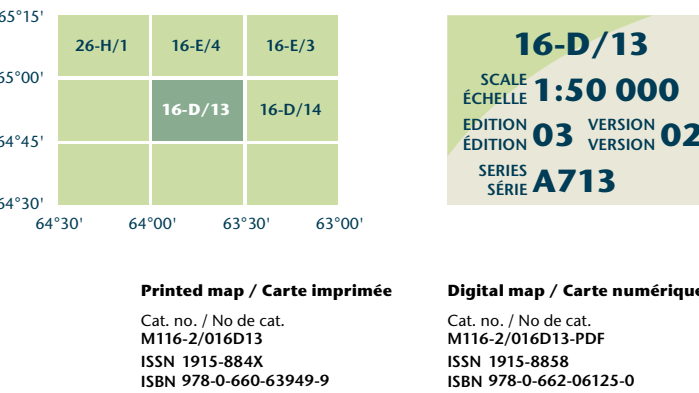 65°15'
26-H/1 16-E/4 16-E/3
65°00'
16-D/13 16-D/14
64°45'
64°30'
64°30' 64°00' 63°30' 63°00'
16-D/13
SCALE
ÉCHELLE 1:50 000
EDITION
ÉDITION 03 VERSION
VERSION 02
SERIES
SÉRIE A713
Printed map / Carte imprimée
Cat. no. / No de cat.
M116-2/016D13
ISSN 1915-884X
ISBN 978-0-660-63949-9
Digital map / Carte numérique
Cat. no. / No de cat.
M116-2/016D13-PDF
ISSN 1915-8858
ISBN 978-0-662-06125-0